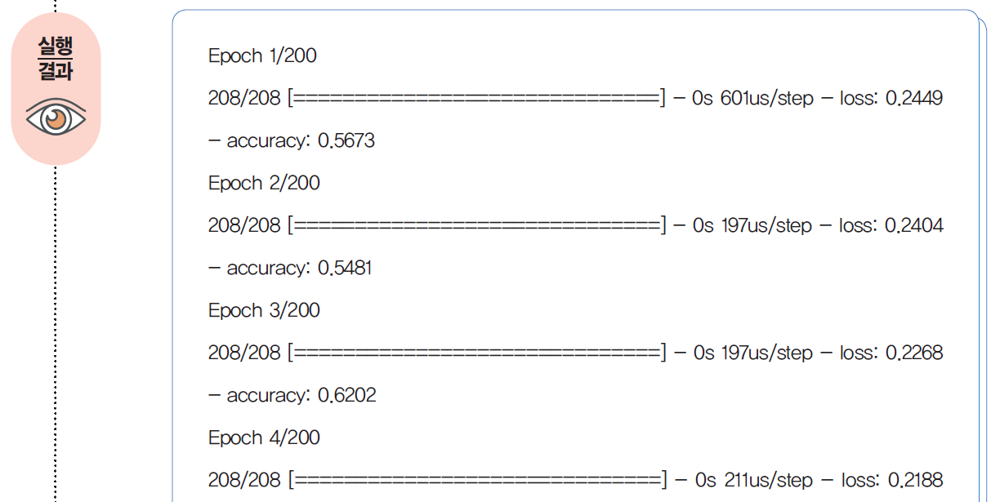 실행
결과
Epoch 1/200
208/208 [==============================] - 0s 601us/step - loss: 0.2449
- accuracy: 0.5673
Epoch 2/200
208/208 [==============================] - 0s 197us/step - loss: 0.2404
- accuracy: 0.5481
Epoch 3/200
208/208 [==============================] - 0s 197us/step - loss: 0.2268
- accuracy: 0.6202
Epoch 4/200
208/208 [==============================] - 0s 211us/step - loss: 0.2188